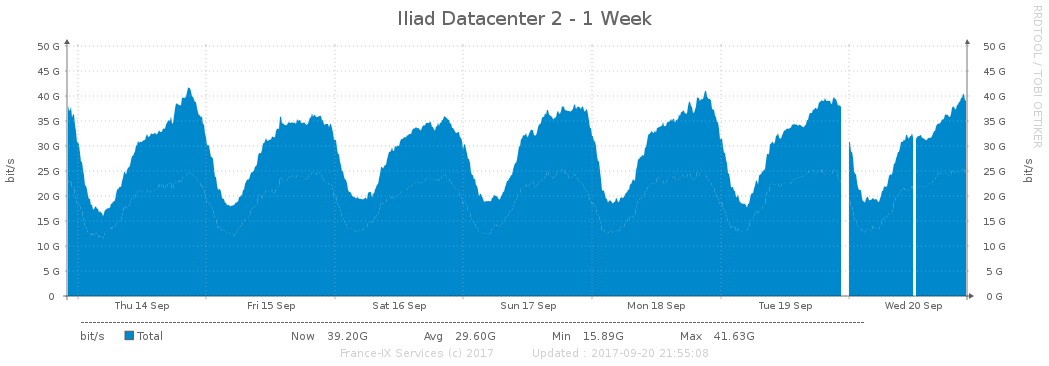 Iliad Datacenter 2 - 1 Week
RRDTOOL / TOBI OETIKER
50 G 50 G
45 G 45 G
40 G 40 G
35 G 35 G
30 G 30 G
25 G 25 G
20 G 20 G
15 G 15 G
10 G 10 G
5 G 5 G
0 0 G
bit/s bit/s
Thu 14 Sep Fri 15 Sep Sat 16 Sep Sun 17 Sep Mon 18 Sep Tue 19 Sep Wed 20 Sep
bit/s Total Now 39.20G Avg 29.60G Min 15.89G Max 41.63G
France-IX Services (c) 2017 Updated : 2017-09-20 21:55:08